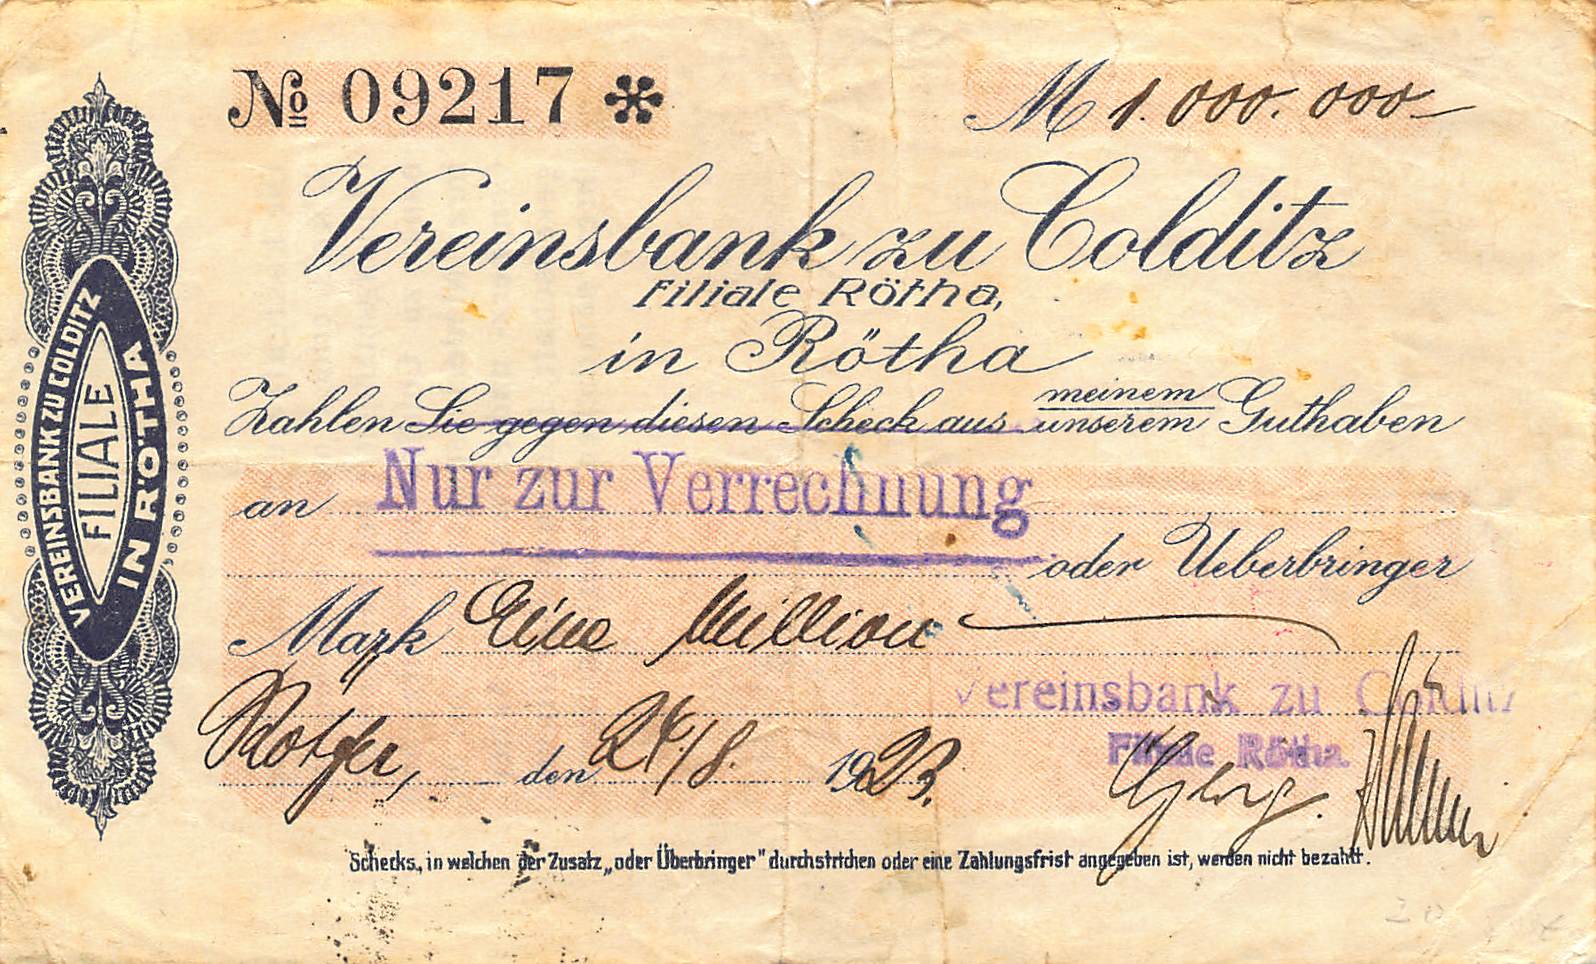 VEREINSBANK ZU COLDITZ
FILIALE
IN RÖTHA
№ 09217 *
M 1.000.000-
Vereinsbank zu Colditz
Filiale Rötha,
in Rötha
Zahlen Sie gegen diesen Scheck aus meinem unserem Guthaben
an Nur zur Verrechnung
oder Ueberbringer
Mark Eine Million
Vereinsbank zu Colditz
den 24./8. 1923.
Filiale Rötha.
Schecks, in welchen der Zusatz „oder Überbringer" durchstrichen oder eine Zahlungsfrist angegeben ist, werden nicht bezahlt.